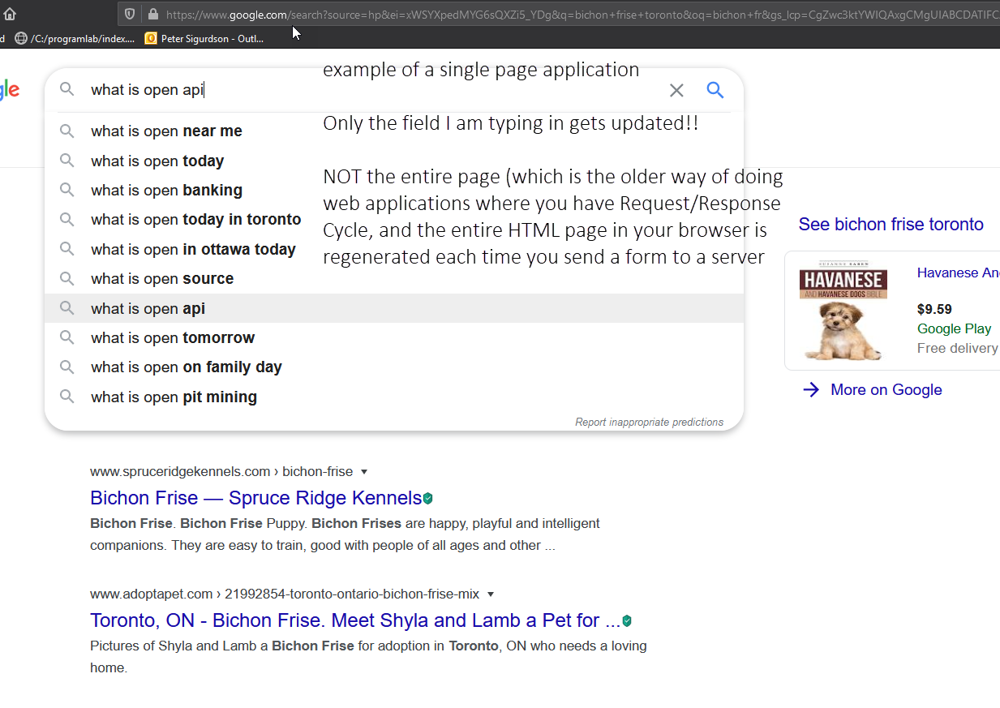 https://www.google.com/search?source=hp&ei=xWSYXpedMYG6sQXZi5_YDg&q=bichon+frise+toronto&oq=bichon+fr&gs_lcp=CgZwc3ktYWIQAxgCMgUIABCDATIFC
d /C:/programlab/index.... Peter Sigurdson - Outl...
example of a single page application
gle
what is open api
Only the field I am typing in gets updated!!
NOT the entire page (which is the older way of doing
web applications where you have Request/Response
Cycle, and the entire HTML page in your browser is
regenerated each time you send a form to a server
what is open near me
what is open today
what is open banking
what is open today in toronto
what is open in ottawa today
what is open source
what is open api
what is open tomorrow
what is open on family day
what is open pit mining
Report inappropriate predictions
See bichon frise toronto
SUZANNE SABEN
HAVANESE
AND HAVANESE DOGS BIBLE
Havanese An
$9.59
Google Play
Free delivery
More on Google
www.spruceridgekennels.com › bichon-frise
Bichon Frise — Spruce Ridge Kennels
Bichon Frise. Bichon Frise Puppy. Bichon Frises are happy, playful and intelligent
companions. They are easy to train, good with people of all ages and other ...
www.adoptapet.com › 21992854-toronto-ontario-bichon-frise-mix
Toronto, ON - Bichon Frise. Meet Shyla and Lamb a Pet for ...
Pictures of Shyla and Lamb a Bichon Frise for adoption in Toronto, ON who needs a loving
home.